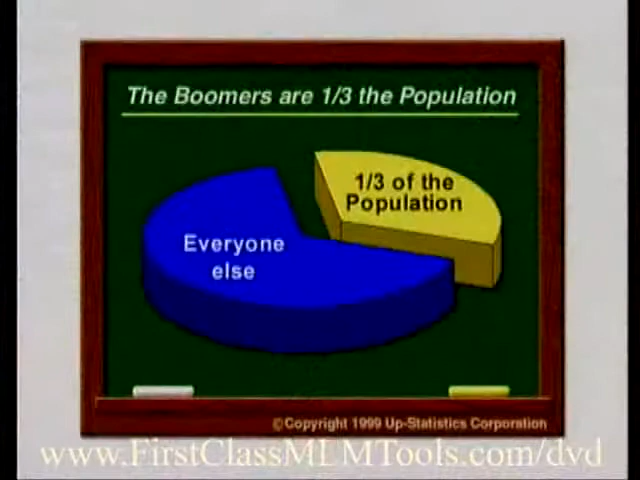 The Boomers are 1/3 the Population
1/3 of the
Population
Everyone
else
©Copyright 1999 Up-Statistics Corporation
www.FirstClassMLMTools.com/dvd